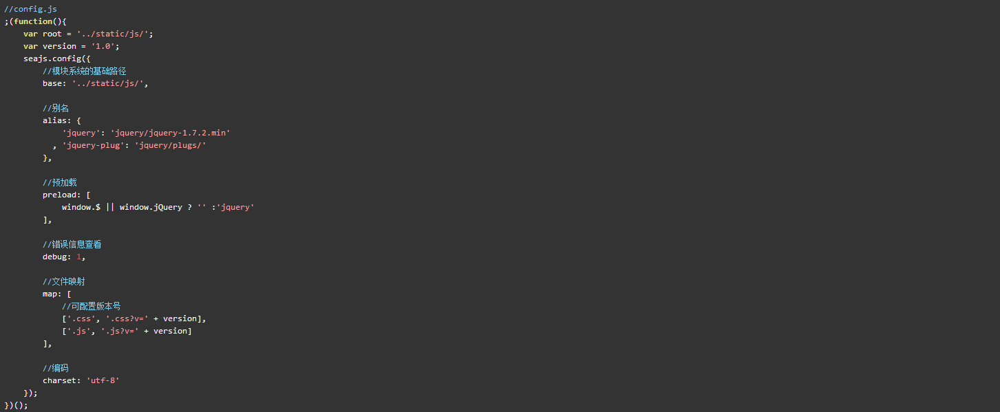 //config.js
;(function(){
    var root = '../static/js/';
    var version = '1.0';
    seajs.config({
        //模块系统的基础路径
        base: '../static/js/',

        //别名
        alias: {
            'jquery': 'jquery/jquery-1.7.2.min'
          , 'jquery-plug': 'jquery/plugs/'
        },

        //预加载
        preload: [
            window.$ || window.jQuery ? '' :'jquery'
        ],

        //错误信息查看
        debug: 1,

        //文件映射
        map: [
            //可配置版本号
            ['.css', '.css?v=' + version],
            ['.js', '.js?v=' + version]
        ],

        //编码
        charset: 'utf-8'
    });
})();